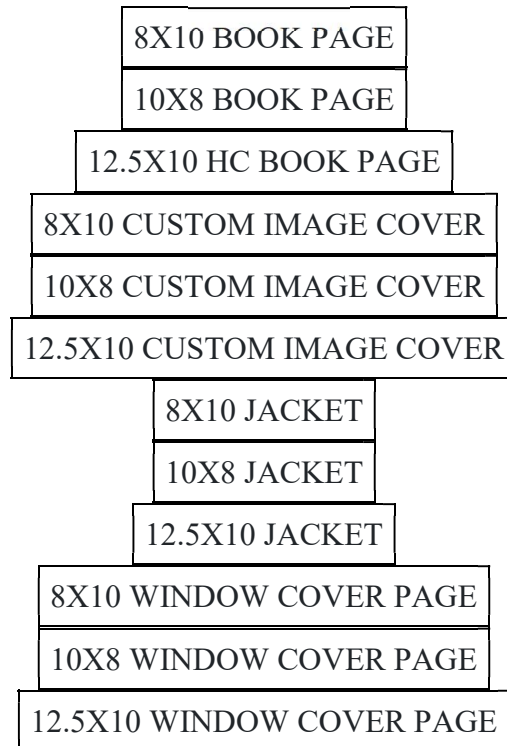 8X10 BOOK PAGE
10X8 BOOK PAGE
12.5X10 HC BOOK PAGE
8X10 CUSTOM IMAGE COVER
10X8 CUSTOM IMAGE COVER
12.5X10 CUSTOM IMAGE COVER
8X10 JACKET
10X8 JACKET
12.5X10 JACKET
8X10 WINDOW COVER PAGE
10X8 WINDOW COVER PAGE
12.5X10 WINDOW COVER PAGE